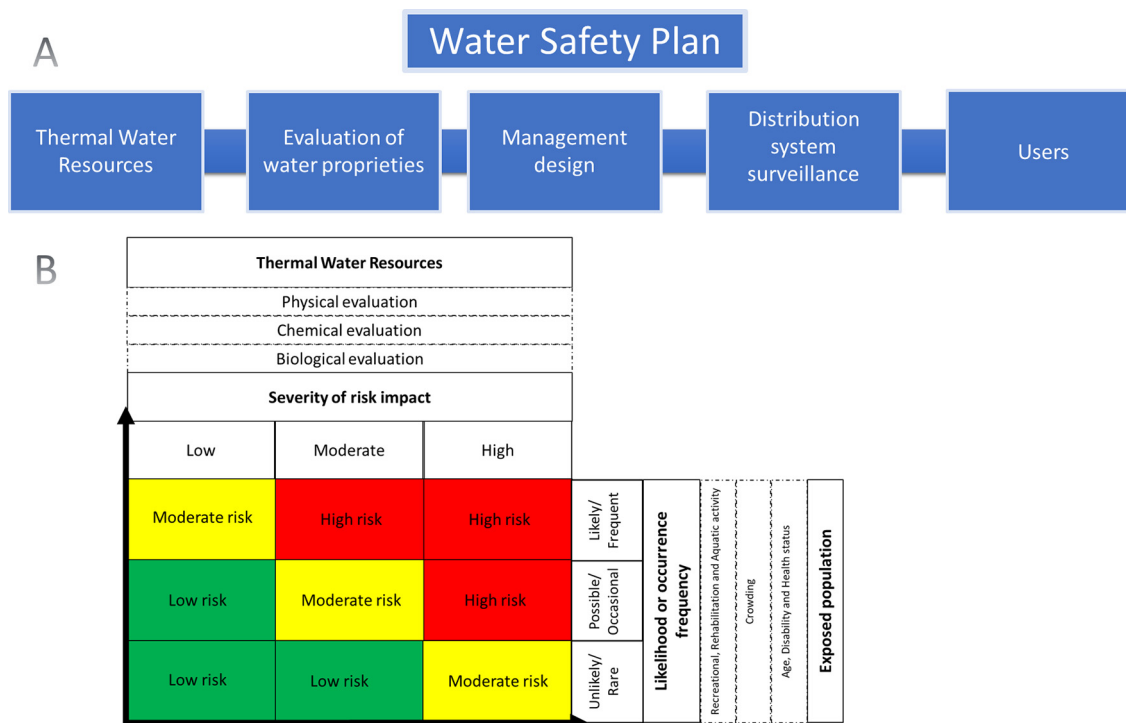 A
Water Safety Plan
Thermal Water
Resources
Evaluation of
water proprieties
Management
design
Distribution
system
surveillance
Users
B
Thermal Water Resources
Physical evaluation
Chemical evaluation
Biological evaluation
Severity of risk impact
Low
Moderate
High
Moderate risk
High risk
High risk
Likely/
Frequent
Low risk
Moderate risk
High risk
Possible/
Occasional
Low risk
Low risk
Moderate risk
Unlikely/
Rare
Likelihood or occurrence
frequency
Recreational, Rehabilitation and Aquatic activity
Crowding
Age, Disability and Health status
Exposed population